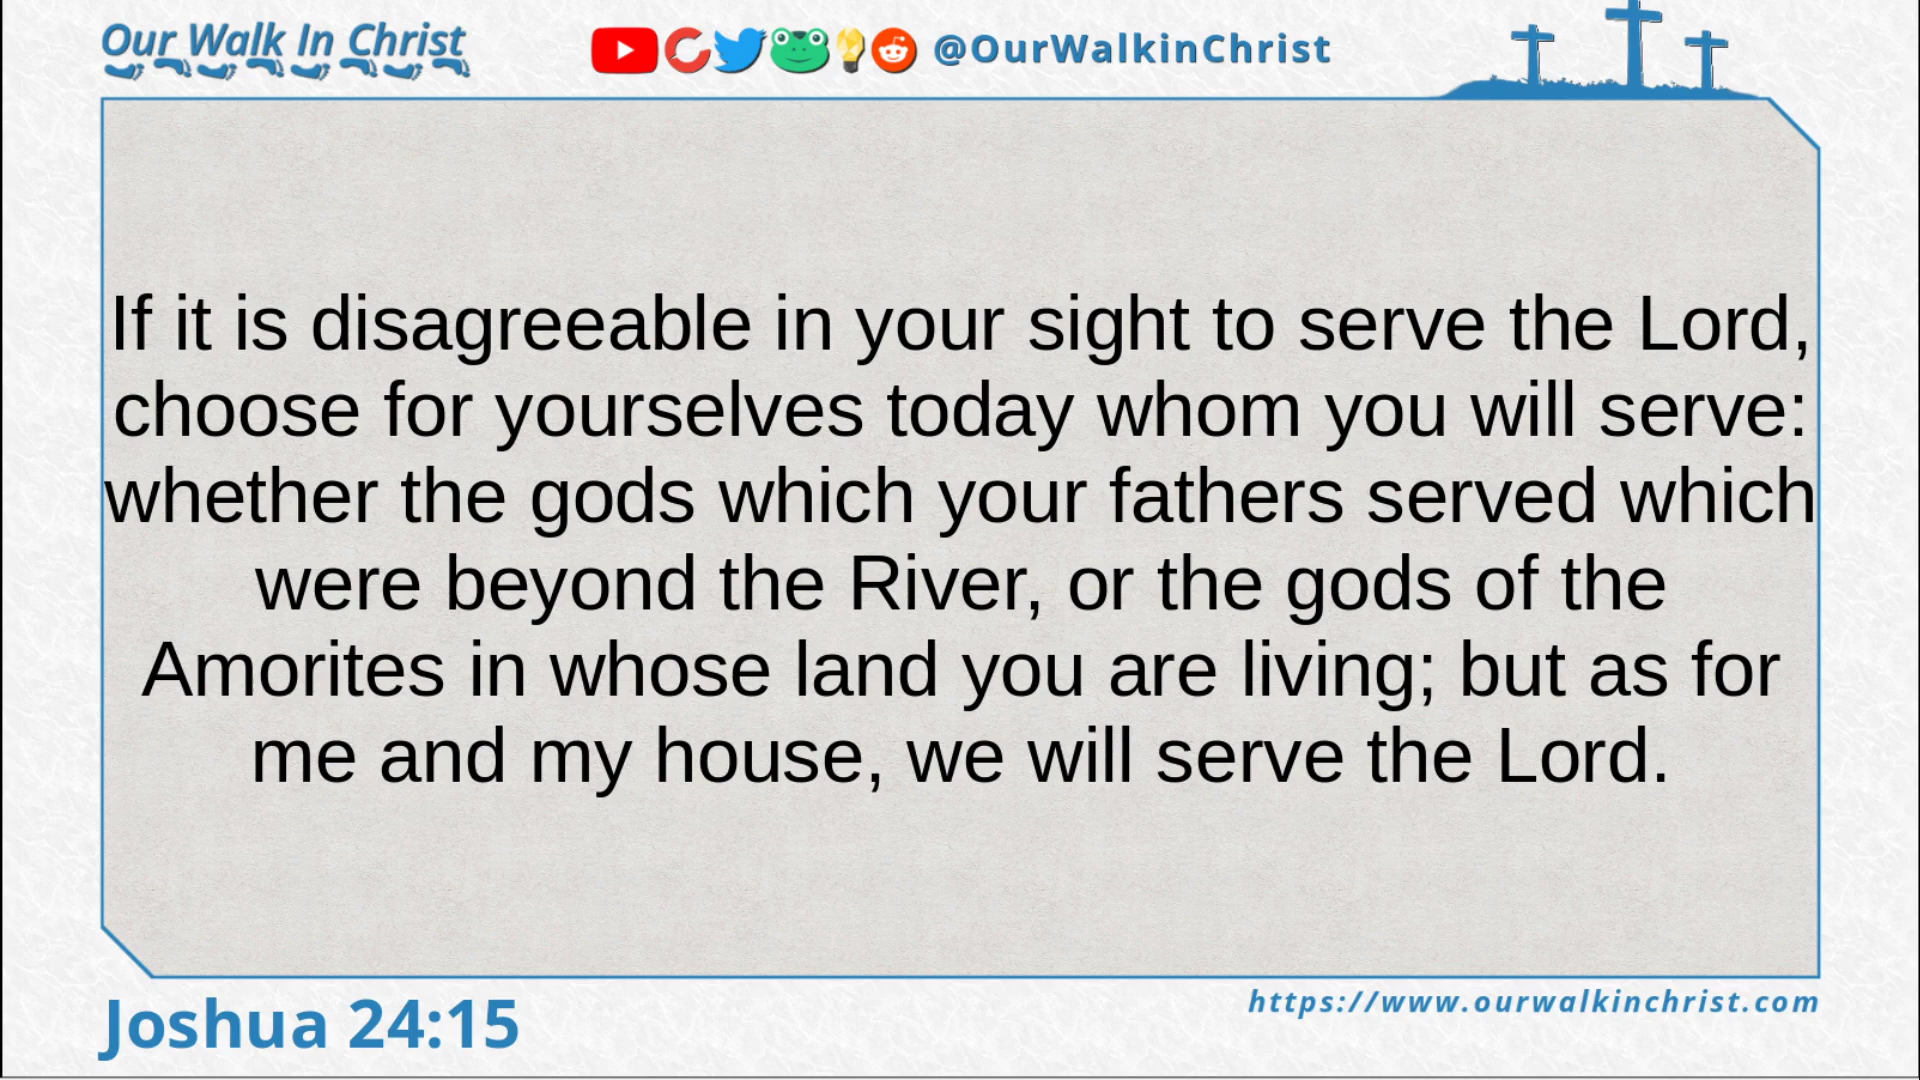 Our Walk In Christ
@OurWalkinChrist
If it is disagreeable in your sight to serve the Lord,
choose for yourselves today whom you will serve:
whether the gods which your fathers served which
were beyond the River, or the gods of the
Amorites in whose land you are living; but as for
me and my house, we will serve the Lord.
Joshua 24:15
https://www.ourwalkinchrist.com